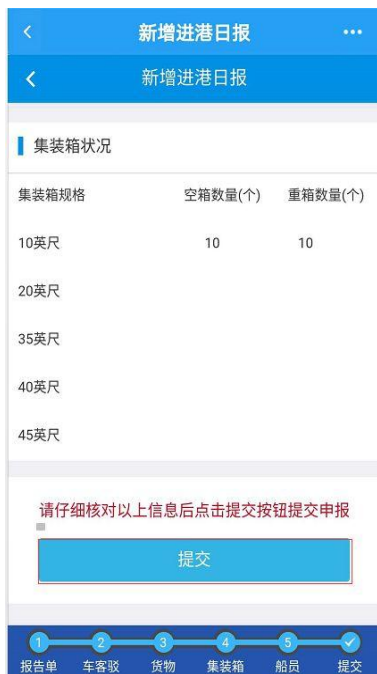 新增进港日报
新增进港日报
集装箱状况
集装箱规格 空箱数量(个) 重箱数量(个)
10英尺 10 10
20英尺
35英尺
40英尺
45英尺
请仔细核对以上信息后点击提交按钮提交申报
提交
1 2 3 4 5
报告单 车客驳 货物 集装箱 船员 提交